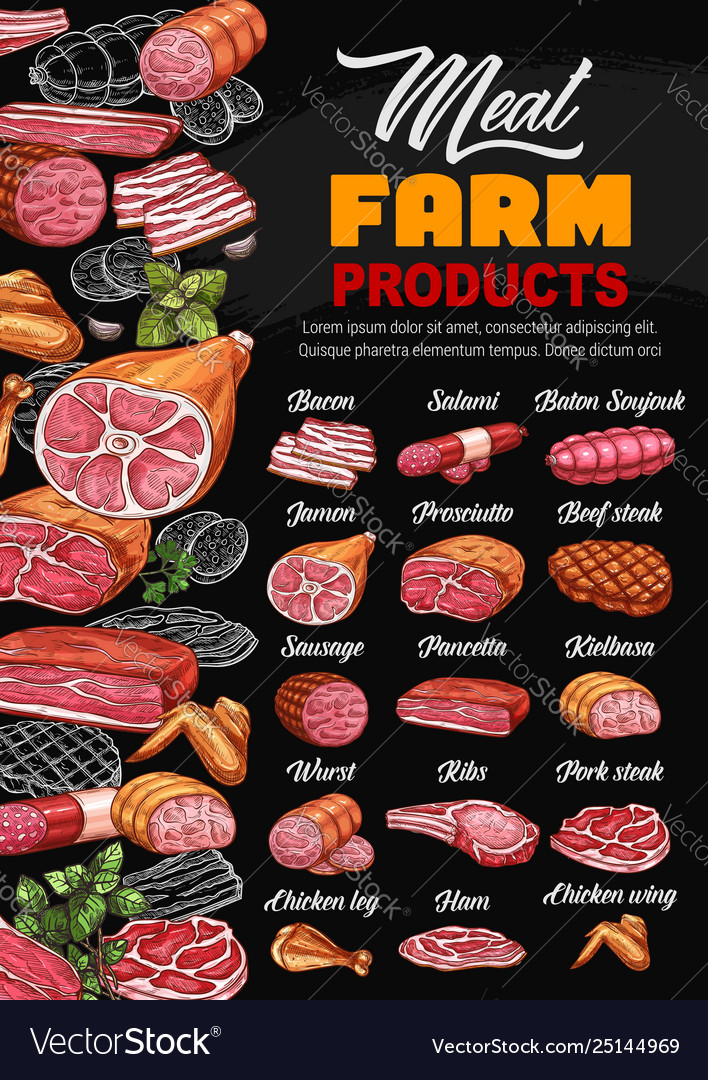 Meat
FARM
PRODUCTS
Lorem ipsum dolor sit amet, consectetur adipiscing elit.
Quisque pharetra elementum tempus. Donec dictum orci
Bacon Salami Baton Soujouk
Jamon Prosciutto Beef steak
Sausage Pancetta Kielbasa
Wurst Ribs Pork steak
Chicken leg Ham Chicken wing
VectorStock® VectorStock.com/25144969